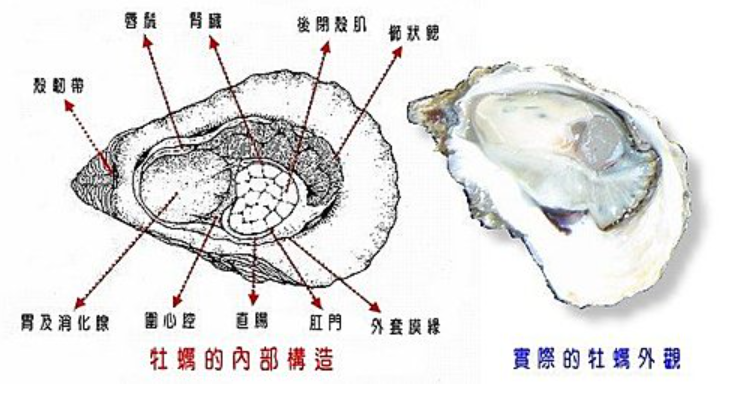 唇鬚
腎臟
後閉殼肌
櫛狀鰓
殼韌帶
胃及消化腺
圍心腔
直腸
肛門
外套膜緣
牡蠣的內部構造
實際的牡蠣外觀